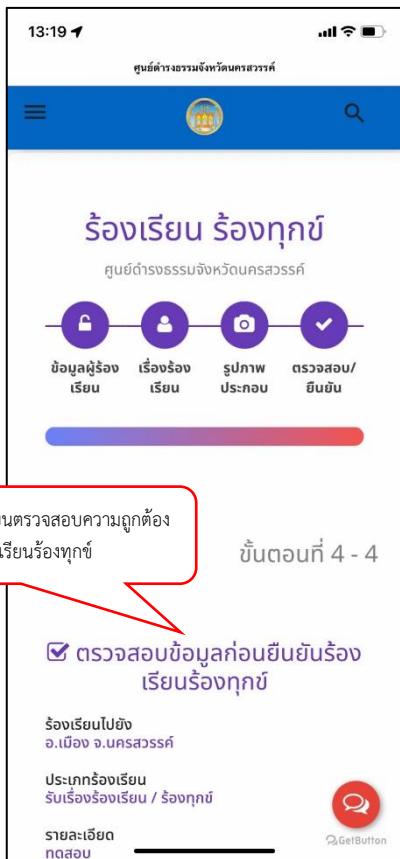 13:19
ศูนย์ดำรงธรรมจังหวัดนครสวรรค์
ร้องเรียน ร้องทุกข์
ศูนย์ดำรงธรรมจังหวัดนครสวรรค์
ข้อมูลผู้ร้อง
เรียน
เรื่องร้อง
เรียน
รูปภาพ
ประกอบ
ตรวจสอบ/
ยืนยัน
นตรวจสอบความถูกต้อง
เรียนร้องทุกข์
ขั้นตอนที่ 4 - 4
ตรวจสอบข้อมูลก่อนยืนยันร้อง
เรียนร้องทุกข์
ร้องเรียนไปยัง
อ.เมือง จ.นครสวรรค์
ประเภทร้องเรียน
รับเรื่องร้องเรียน / ร้องทุกข์
รายละเอียด
ทดสอบ
GetButton